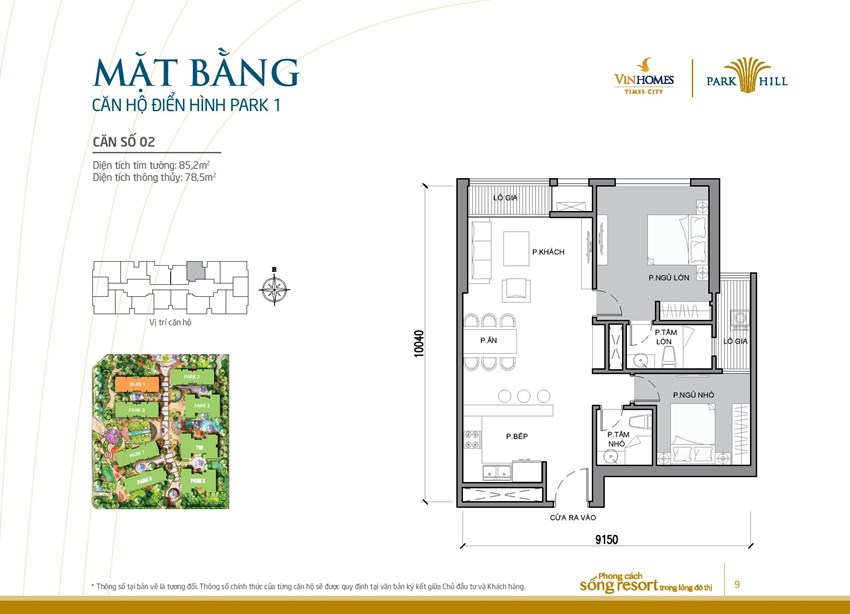 MẶT BẰNG
CĂN HỘ ĐIỂN HÌNH PARK 1
VINHOMES
TIMES CITY
PARK HILL
CĂN SỐ 02
Diện tích tim tường: 85,2m²
Diện tích thông thủy: 78,5m²
Vị trí căn hộ
B
PARK 1
PARK 2
PARK 3
PARK 7
PARK 6
PARK 5
LÔ GIA
P.KHÁCH
P.NGỦ LỚN
P.ĂN
P.TẮM
LỚN
LÔ GIA
P.NGỦ NHỎ
P.BẾP
P.TẮM
NHỎ
CỬA RA VÀO
10040
9150
* Thông số tại bản vẽ là tương đối. Thông số chính thức của từng căn hộ sẽ được quy định tại văn bản ký kết giữa Chủ đầu tư và Khách hàng.
Phong cách
sống resort trong lòng đô thị
9